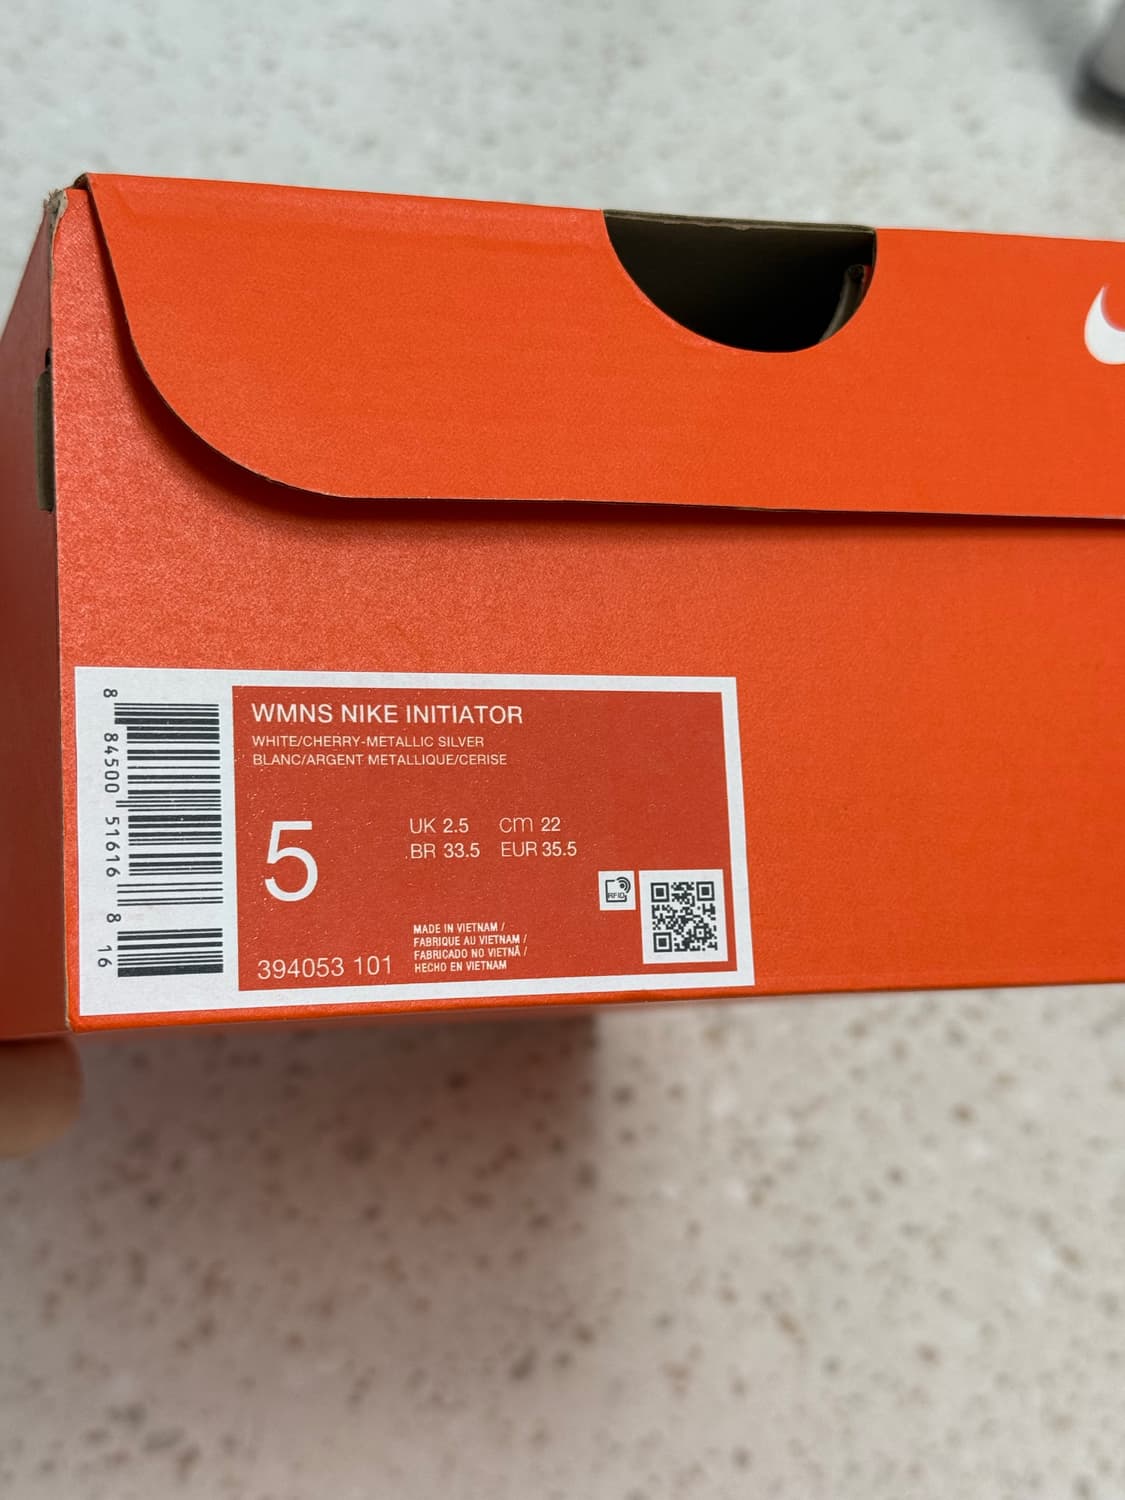 WMNS NIKE INITIATOR
WHITE/CHERRY-METALLIC SILVER
BLANC/ARGENT METALLIQUE/CERISE
5
UK 2.5 cm 22
BR 33.5 EUR 35.5
RFID
MADE IN VIETNAM /
FABRIQUE AU VIETNAM /
FABRICADO NO VIETNÃ /
HECHO EN VIETNAM
394053 101
8 84500 51616 8 16